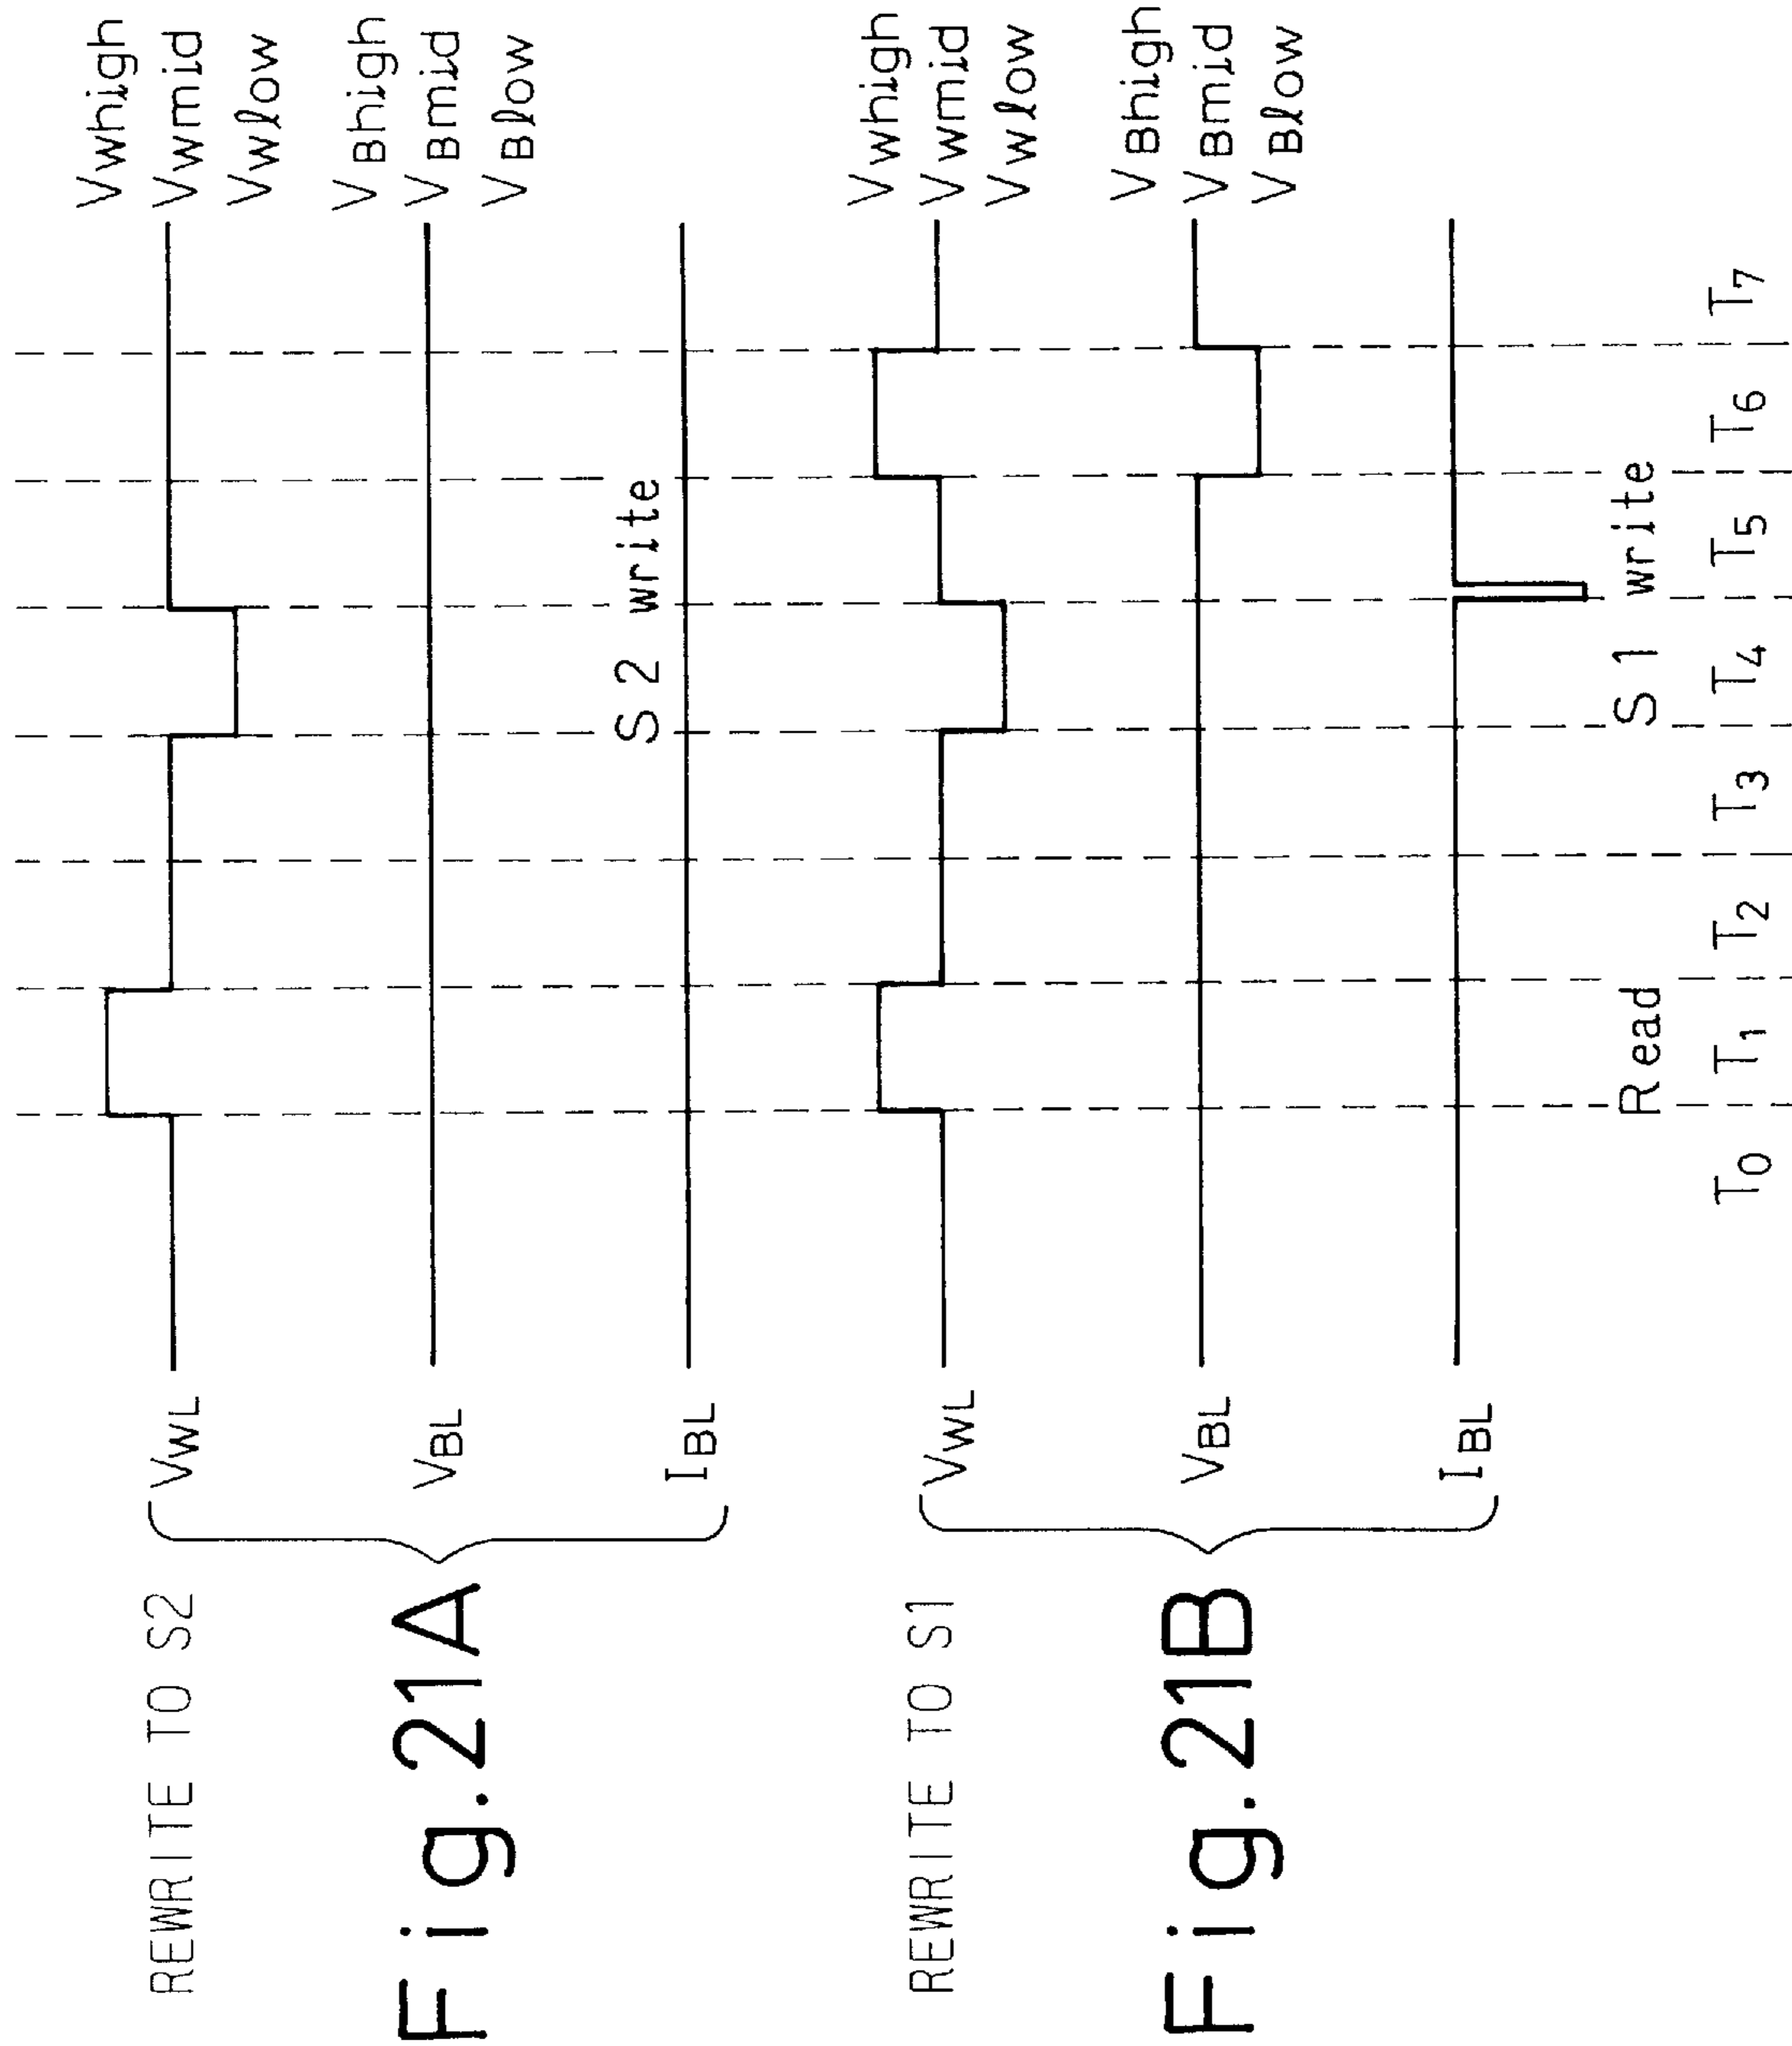 REWRITE TO S2
Fig.21A
VWL
VBL
IBL
VWhigh
VWmid
VWlow
VBhigh
VBmid
VBlow
S2 write
REWRITE TO S1
Fig.21B
VWL
VBL
IBL
VWhigh
VWmid
VWlow
VBhigh
VBmid
VBlow
Read S1 write
T0 T1 T2 T3 T4 T5 T6 T7